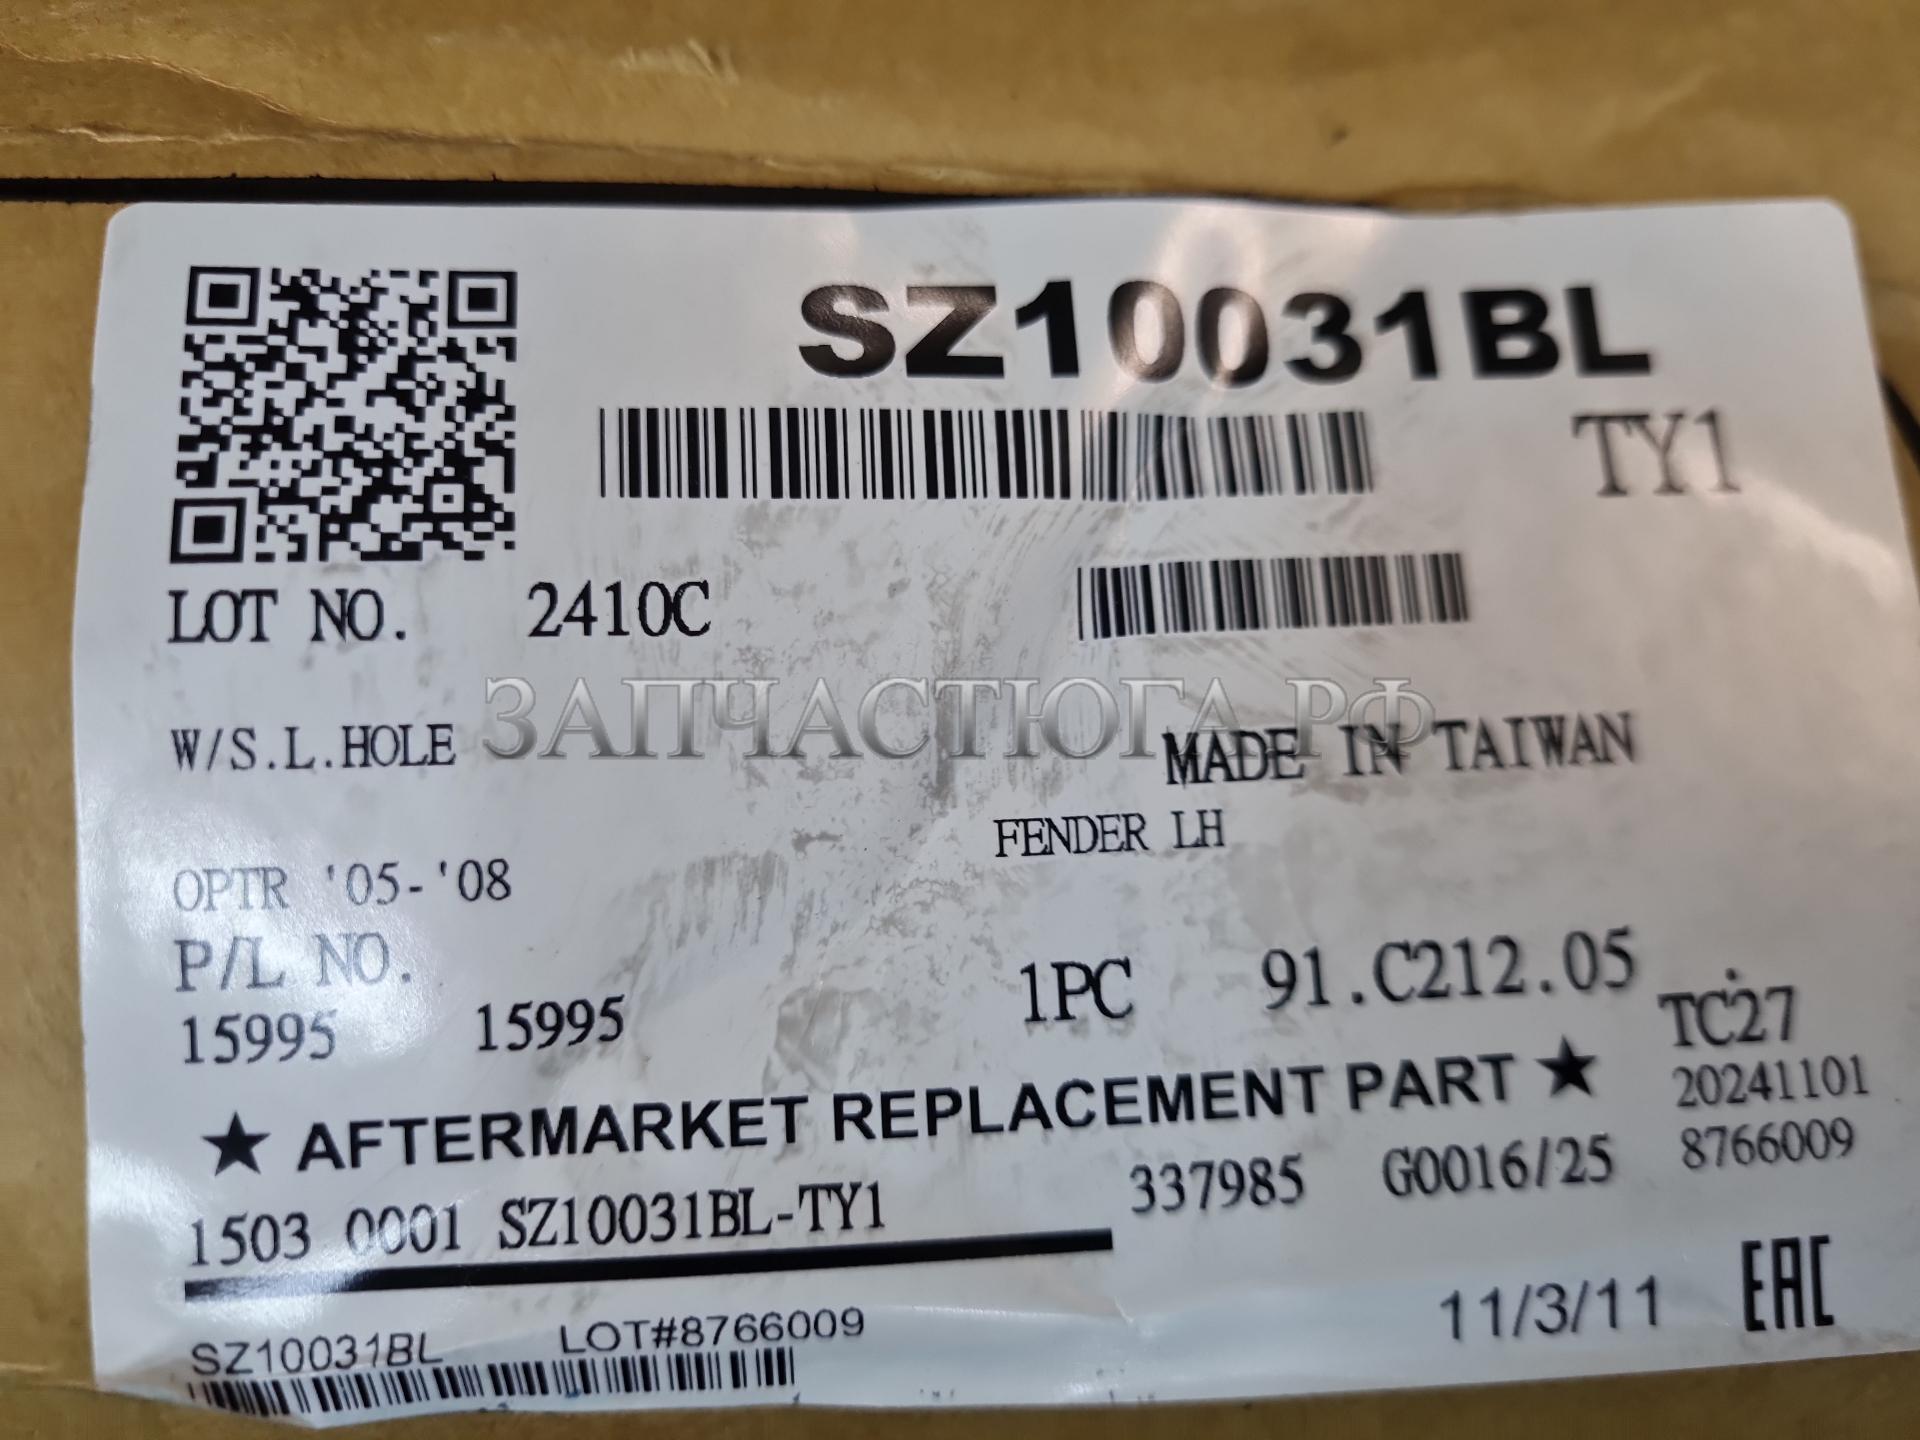 SZ10031BL
TY1
LOT NO. 2410C
ЗАПЧАСТЮГА.РФ
W/S.L.HOLE
MADE IN TAIWAN
FENDER LH
OPTR '05-'08
P/L NO.
1PC 91.C212.05
15995 15995
TC27
★ AFTERMARKET REPLACEMENT PART ★
20241101
1503 0001 SZ10031BL-TY1
337985 G0016/25 8766009
SZ10031BL LOT#8766009
11/3/11 EAC